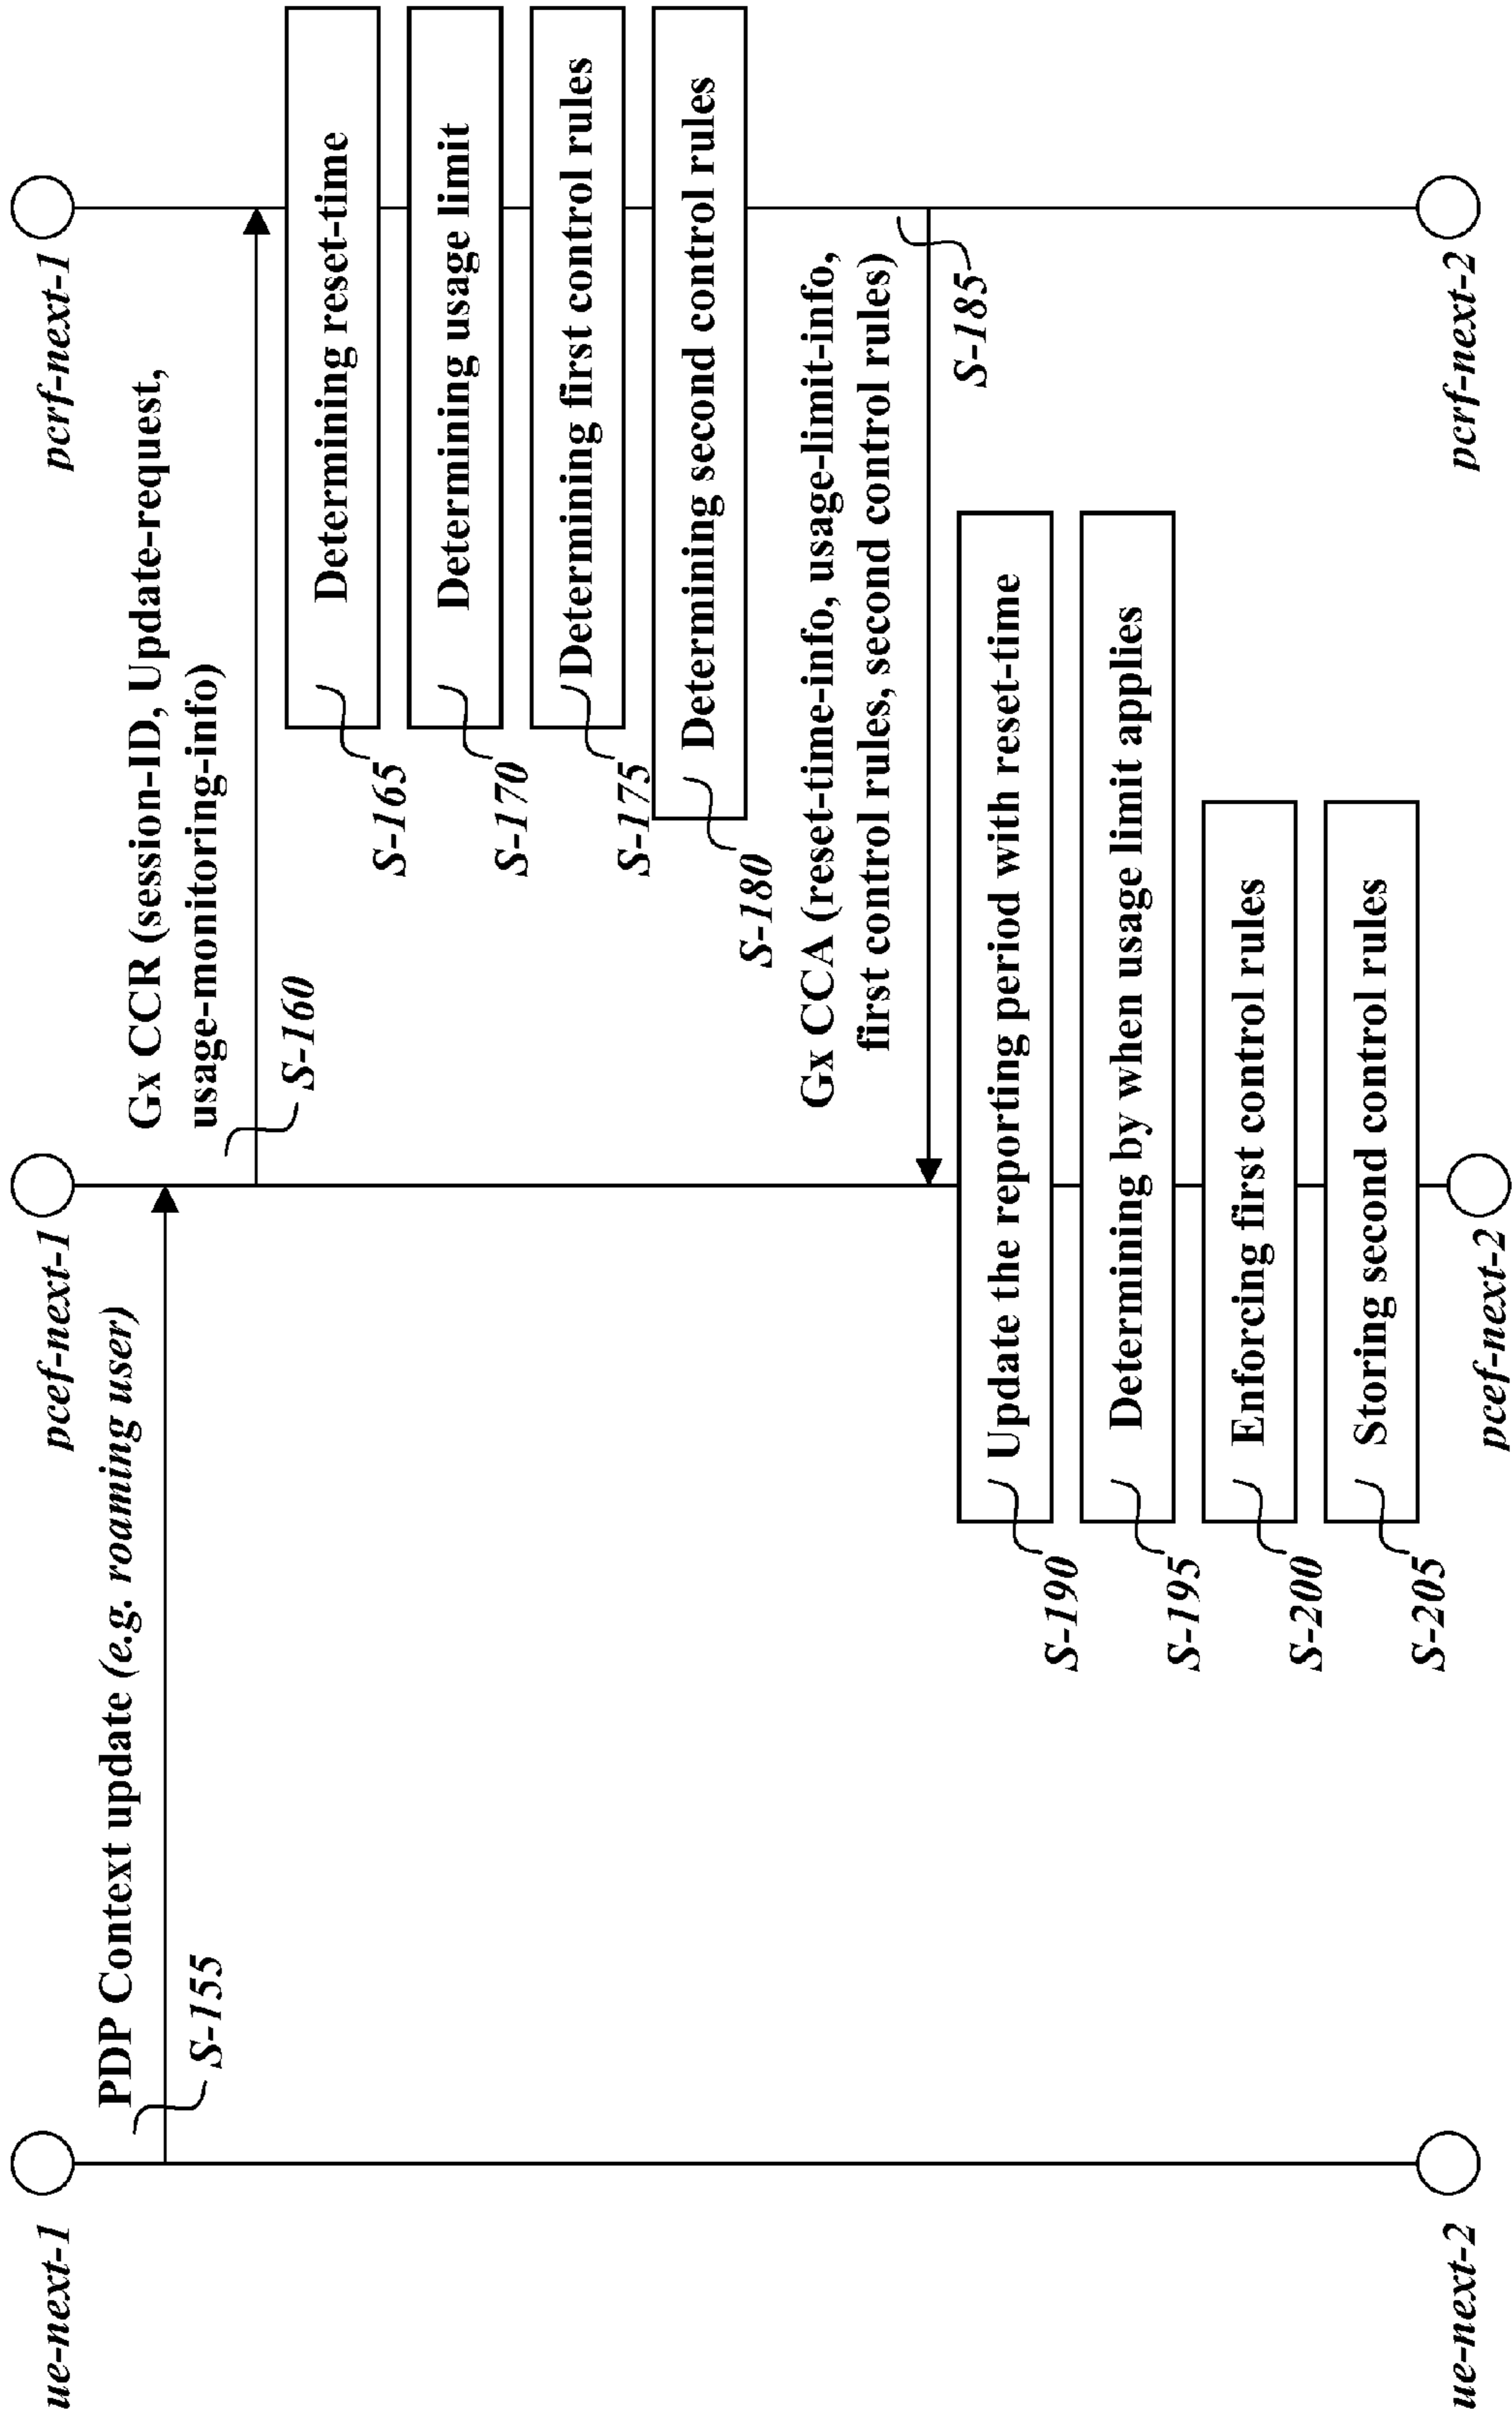 ue-next-1
pcef-next-1
pcrf-next-1
PDP Context update (e.g. roaming user)
S-155
Gx CCR (session-ID, Update-request,
usage-monitoring-info)
S-160
Determining reset-time
S-165
Determining usage limit
S-170
Determining first control rules
S-175
Determining second control rules
S-180
Gx CCA (reset-time-info, usage-limit-info,
first control rules, second control rules)
S-185
Update the reporting period with reset-time
S-190
Determining by when usage limit applies
S-195
Enforcing first control rules
S-200
Storing second control rules
S-205
ue-next-2
pcef-next-2
pcrf-next-2